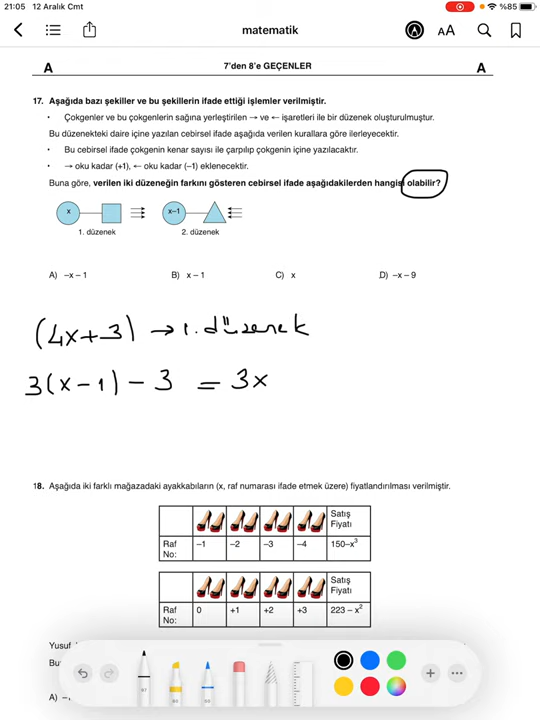 21:05 12 Aralık Cmt
%85
matematik
AA
A 7'den 8'e GEÇENLER A
17. Aşağıda bazı şekiller ve bu şekillerin ifade ettiği işlemler verilmiştir.
• Çokgenler ve bu çokgenlerin sağına yerleştirilen → ve ← işaretleri ile bir düzenek oluşturulmuştur.
Bu düzenekteki daire içine yazılan cebirsel ifade aşağıda verilen kurallara göre ilerleyecektir.
• Bu cebirsel ifade çokgenin kenar sayısı ile çarpılıp çokgenin içine yazılacaktır.
• → oku kadar (+1), ← oku kadar (−1) eklenecektir.
Buna göre, verilen iki düzeneğin farkını gösteren cebirsel ifade aşağıdakilerden hangisi olabilir?
x x−1
1. düzenek 2. düzenek
A) −x − 1 B) x − 1 C) x D) −x − 9
(4x+3) → 1. düzenek
3(x − 1) − 3 = 3x
18. Aşağıda iki farklı mağazadaki ayakkabıların (x, raf numarası ifade etmek üzere) fiyatlandırılması verilmiştir.
Satış
Fiyatı
Raf
No: −1 −2 −3 −4 150−x³
Satış
Fiyatı
Raf
No: 0 +1 +2 +3 223 − x²
Yusuf
Bu
A)